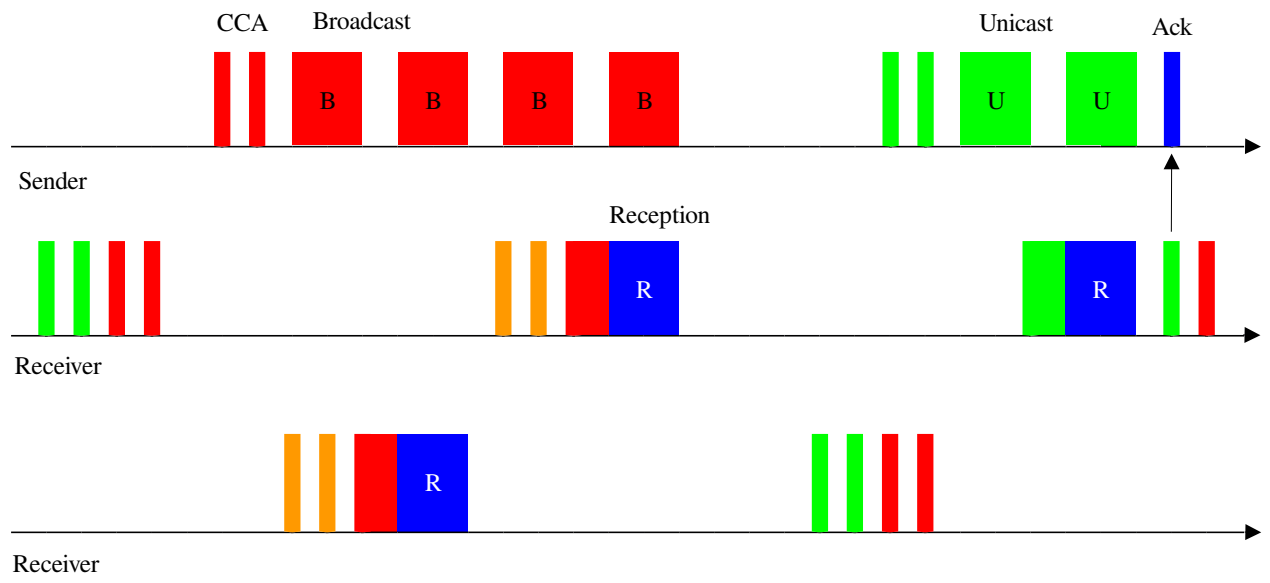 CCA Broadcast Unicast Ack
B B B B U U
Sender
Reception
R R
Receiver
R
Receiver